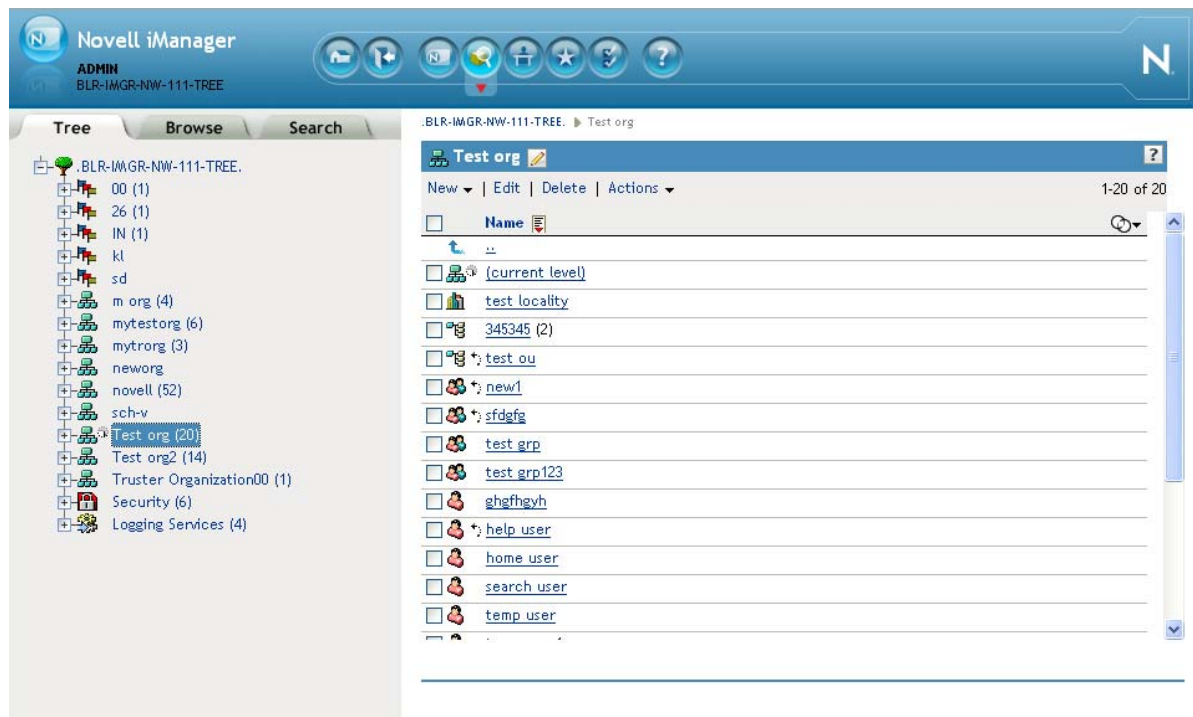 Novell iManager
ADMIN
BLR-IMGR-NW-111-TREE
N
Tree Browse Search
.BLR-IMGR-NW-111-TREE.
00 (1)
26 (1)
IN (1)
kl
sd
m org (4)
mytestorg (6)
mytrorg (3)
neworg
novell (52)
sch-v
Test org (20)
Test org2 (14)
Truster Organization00 (1)
Security (6)
Logging Services (4)
.BLR-IMGR-NW-111-TREE. Test org
Test org ?
New | Edit | Delete | Actions 1-20 of 20
Name
..
(current level)
test locality
345345 (2)
test ou
new1
sfdgfg
test grp
test grp123
ghgfhgyh
help user
home user
search user
temp user